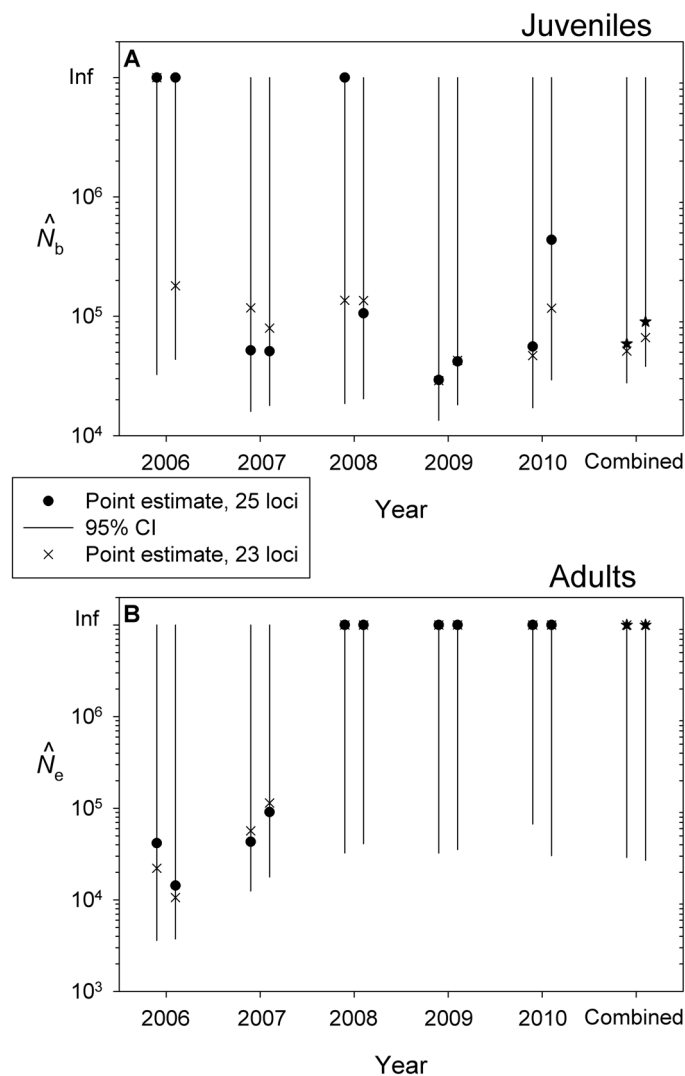 Juveniles
A
Inf
10⁶
10⁵
10⁴
N̂b
2006 2007 2008 2009 2010 Combined
Year
Point estimate, 25 loci
95% CI
Point estimate, 23 loci
Adults
B
Inf
10⁶
10⁵
10⁴
10³
N̂e
2006 2007 2008 2009 2010 Combined
Year